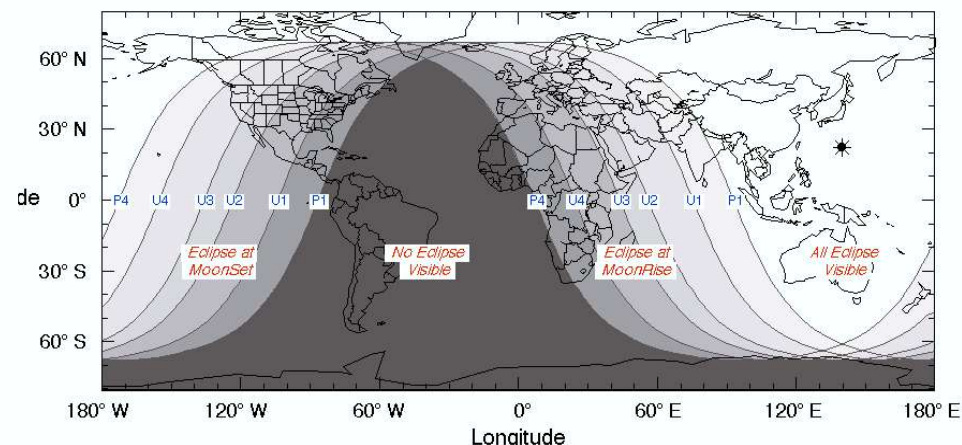 60° N
30° N
de 0°
P4 U4 U3 U2 U1 P1 P4 U4 U3 U2 U1 P1
Eclipse at
MoonSet
No Eclipse
Visible
Eclipse at
MoonRise
All Eclipse
Visible
30° S
60° S
180° W 120° W 60° W 0° 60° E 120° E 180° E
Longitude